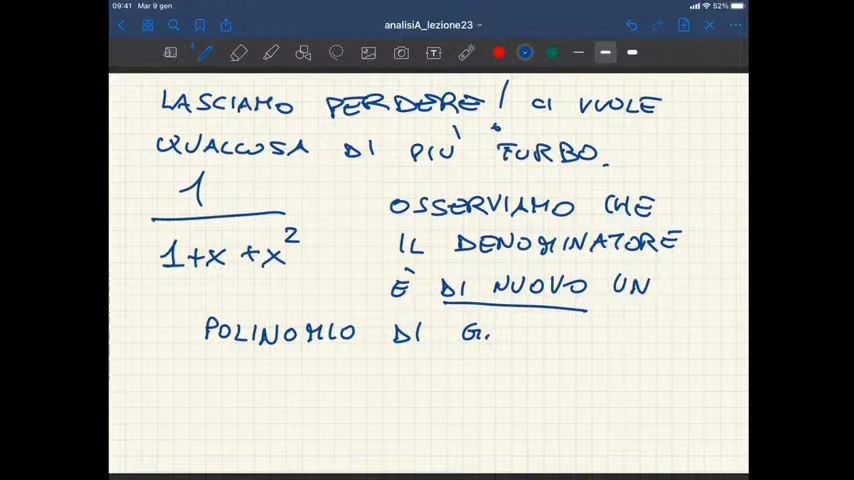 09:41 Mar 9 gen
52%
analisiA_lezione23
LASCIAMO PERDERE! CI VUOLE
QUALCOSA DI PIÙ FURBO.
1
1+x+x²
OSSERVIAMO CHE
IL DENOMINATORE
È DI NUOVO UN
POLINOMIO DI G.